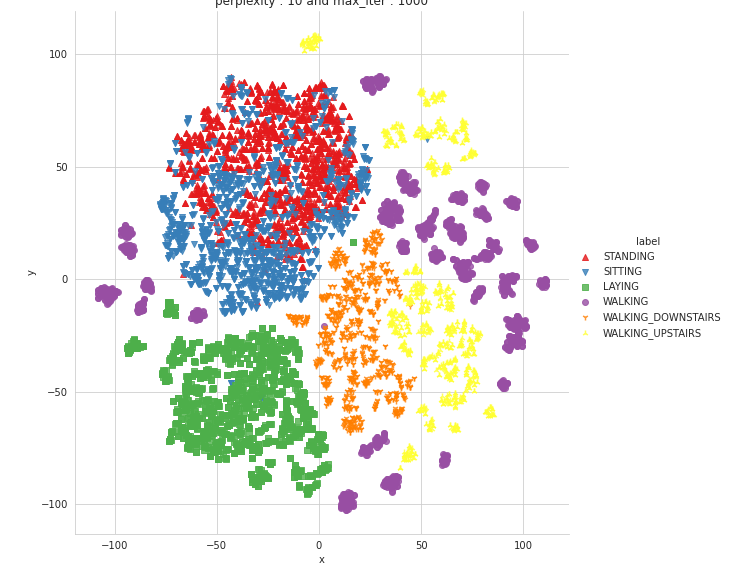 perplexity : 10 and max_iter : 1000
100
50
0
−50
−100
y
−100
−50
0
50
100
x
label
STANDING
SITTING
LAYING
WALKING
WALKING_DOWNSTAIRS
WALKING_UPSTAIRS